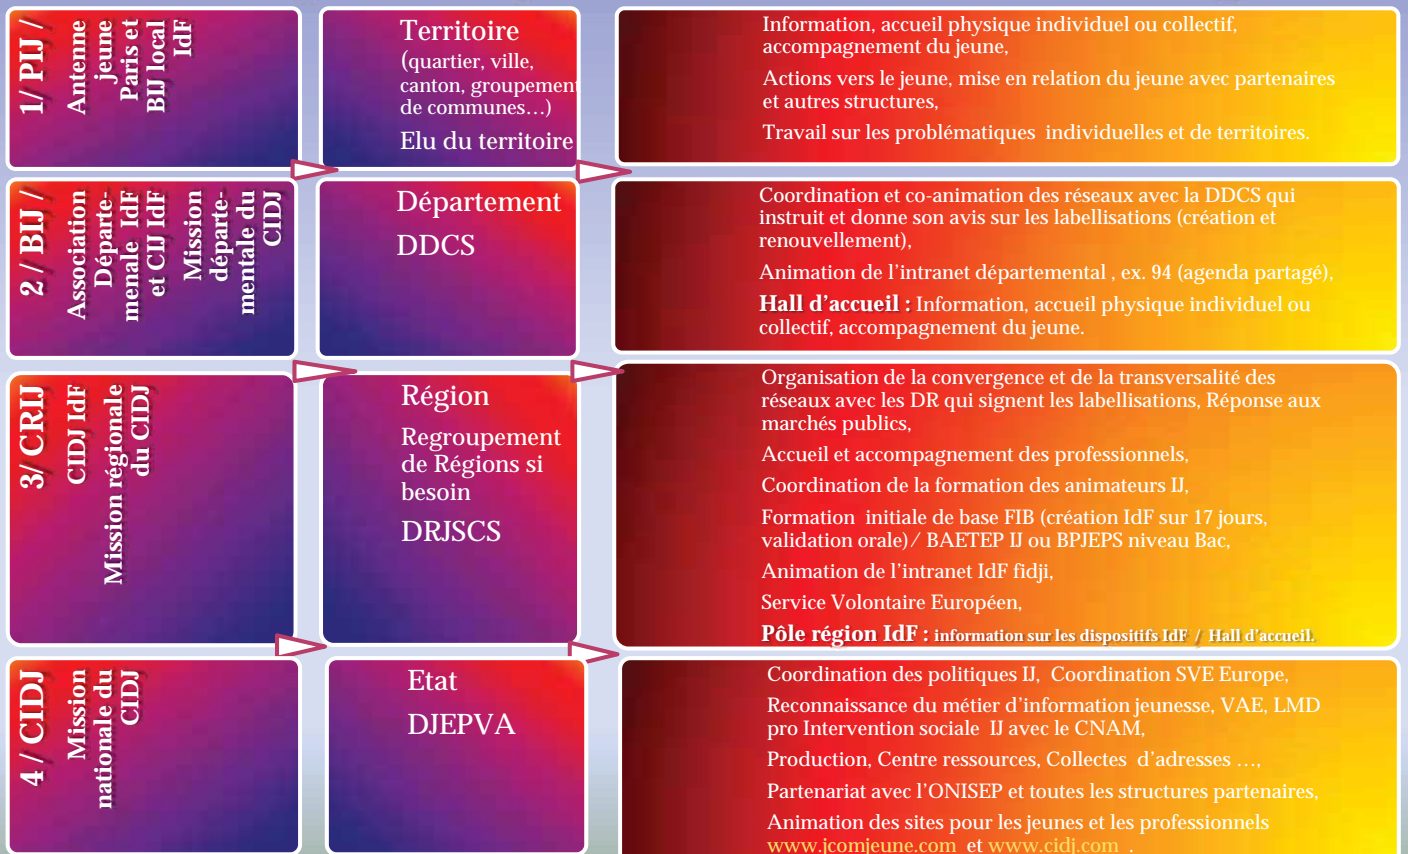 1/ PIJ /
Antenne
jeune
Paris et
BIJ local
IdF
Territoire
(quartier, ville,
canton, groupement
de communes…)
Elu du territoire
Information, accueil physique individuel ou collectif,
accompagnement du jeune,
Actions vers le jeune, mise en relation du jeune avec partenaires
et autres structures,
Travail sur les problématiques individuelles et de territoires.
2 / BIJ /
Association
Départe-
menale IdF
et CIJ IdF
Mission
départe-
mentale du
CIDJ
Département
DDCS
Coordination et co-animation des réseaux avec la DDCS qui
instruit et donne son avis sur les labellisations (création et
renouvellement),
Animation de l'intranet départemental , ex. 94 (agenda partagé),
Hall d'accueil : Information, accueil physique individuel ou
collectif, accompagnement du jeune.
3/ CRIJ
CIDJ IdF
Mission régionale
du CIDJ
Région
Regroupement
de Régions si
besoin
DRJSCS
Organisation de la convergence et de la transversalité des
réseaux avec les DR qui signent les labellisations, Réponse aux
marchés publics,
Accueil et accompagnement des professionnels,
Coordination de la formation des animateurs IJ,
Formation initiale de base FIB (création IdF sur 17 jours,
validation orale)/ BAETEP IJ ou BPJEPS niveau Bac,
Animation de l'intranet IdF fidji,
Service Volontaire Européen,
Pôle région IdF : information sur les dispositifs IdF / Hall d'accueil.
4 / CIDJ
Mission
nationale du
CIDJ
Etat
DJEPVA
Coordination des politiques IJ, Coordination SVE Europe,
Reconnaissance du métier d'information jeunesse, VAE, LMD
pro Intervention sociale IJ avec le CNAM,
Production, Centre ressources, Collectes d'adresses …,
Partenariat avec l'ONISEP et toutes les structures partenaires,
Animation des sites pour les jeunes et les professionnels
www.jcomjeune.com et www.cidj.com .